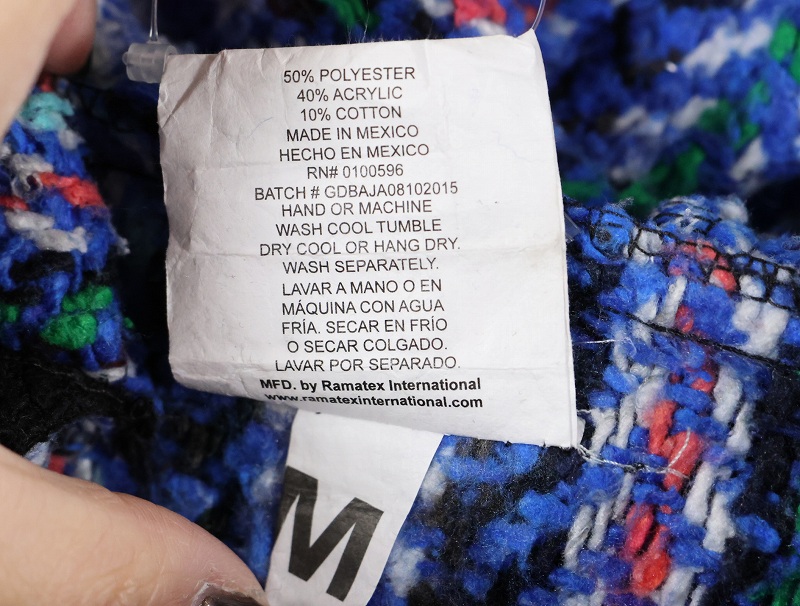 50% POLYESTER
40% ACRYLIC
10% COTTON
MADE IN MEXICO
HECHO EN MEXICO
RN# 0100596
BATCH # GDBAJA08102015
HAND OR MACHINE
WASH COOL TUMBLE
DRY COOL OR HANG DRY.
WASH SEPARATELY.
LAVAR A MANO O EN
MÁQUINA CON AGUA
FRÍA. SECAR EN FRÍO
O SECAR COLGADO.
LAVAR POR SEPARADO.
MFD. by Ramatex International
www.ramatexinternational.com
M